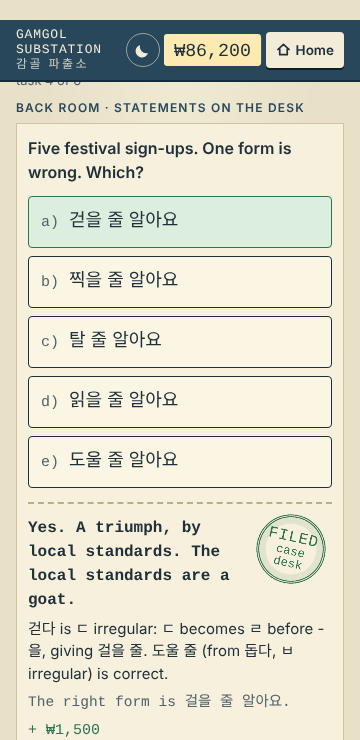 GAMGOL
SUBSTATION
감골 파출소
₩86,200
Home
task 4 of 6
BACK ROOM · STATEMENTS ON THE DESK
Five festival sign-ups. One form is
wrong. Which?
a) 걷을 줄 알아요
b) 찍을 줄 알아요
c) 탈 줄 알아요
d) 읽을 줄 알아요
e) 도울 줄 알아요
Yes. A triumph, by
local standards. The
local standards are a
goat.
FILED
case
desk
걷다 is ㄷ irregular: ㄷ becomes ㄹ before -
을, giving 걸을 줄. 도울 줄 (from 돕다, ㅂ
irregular) is correct.
The right form is 걸을 줄 알아요.
+ ₩1,500